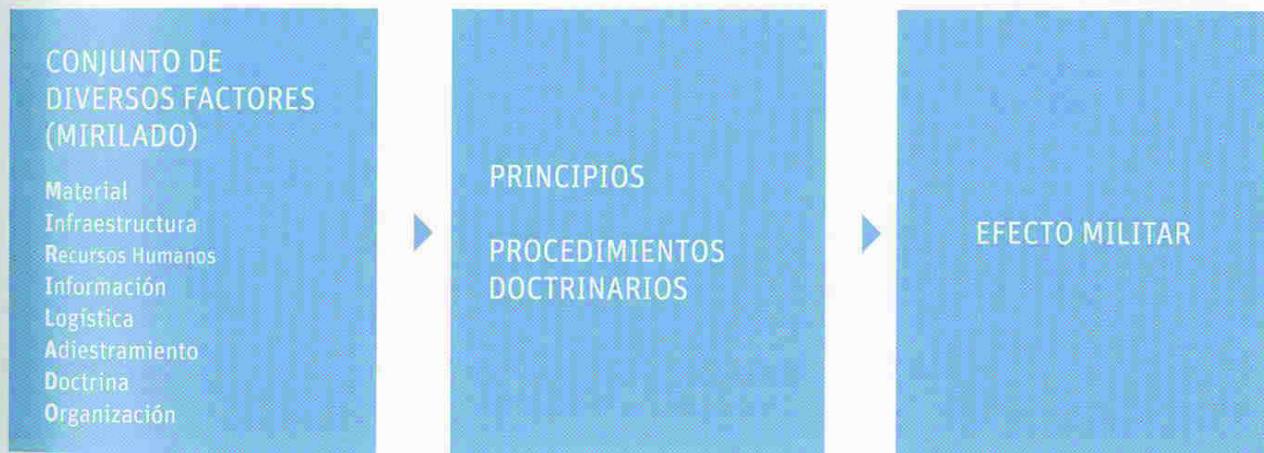 CONJUNTO DE
DIVERSOS FACTORES
(MIRILADO)
Material
Infraestructura
Recursos Humanos
Información
Logística
Adiestramiento
Doctrina
Organización
PRINCIPIOS
PROCEDIMIENTOS
DOCTRINARIOS
EFECTO MILITAR